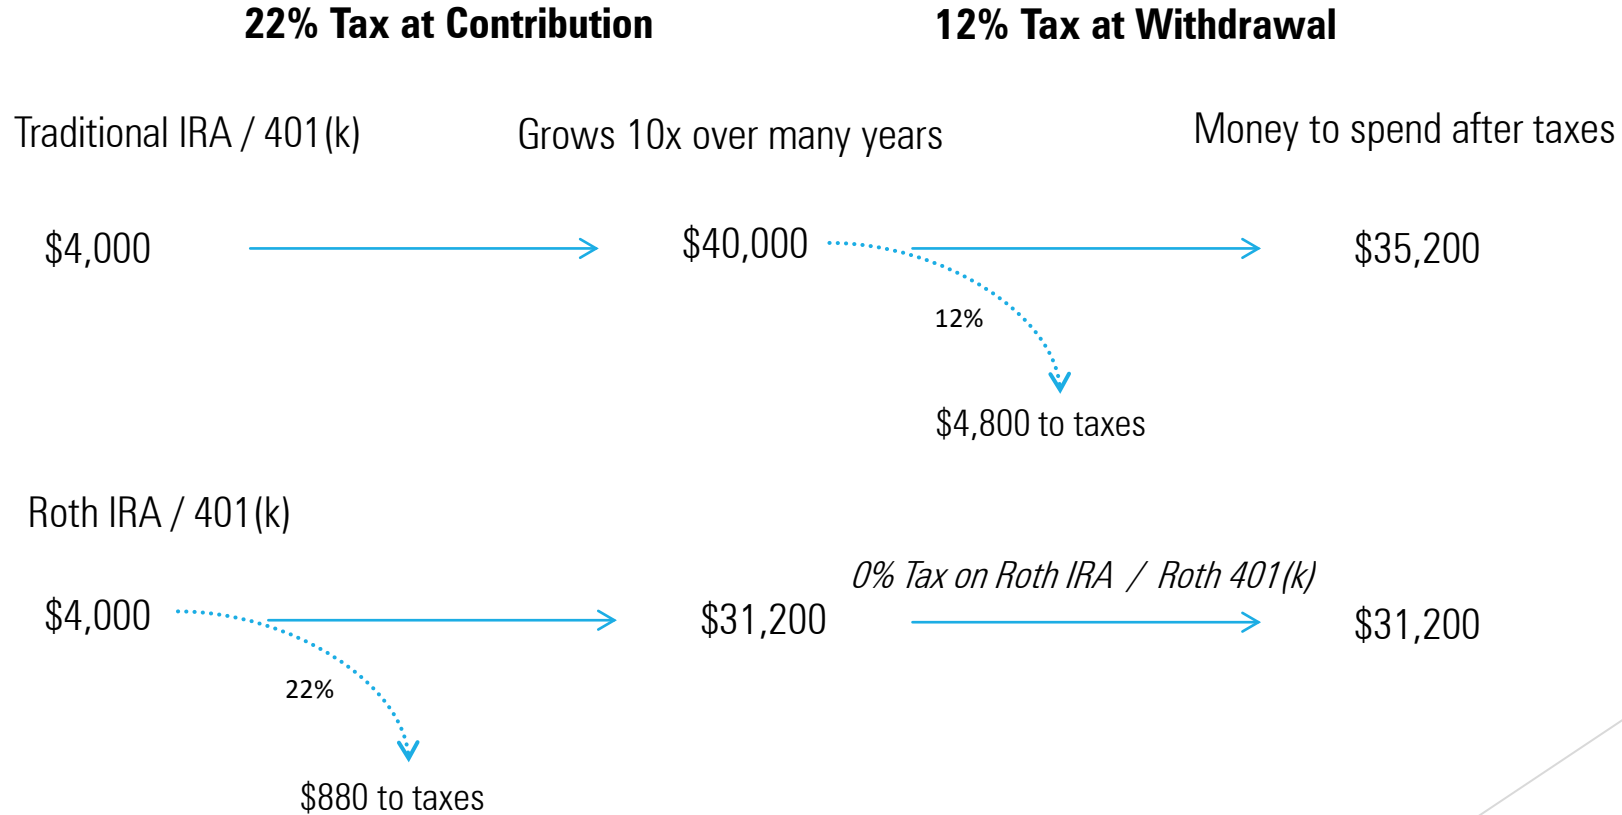 22% Tax at Contribution
12% Tax at Withdrawal
Traditional IRA / 401(k)
Grows 10x over many years
Money to spend after taxes
$4,000
$40,000
$35,200
12%
$4,800 to taxes
Roth IRA / 401(k)
0% Tax on Roth IRA / Roth 401(k)
$4,000
$31,200
$31,200
22%
$880 to taxes